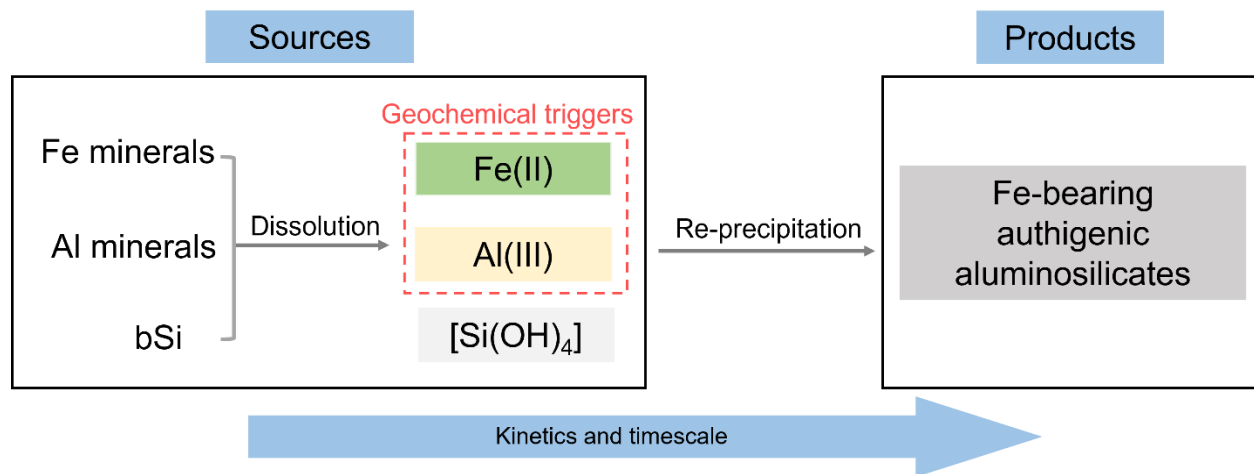 Sources
Products
Geochemical triggers
Fe minerals
Fe(II)
Dissolution
Al minerals
Al(III)
bSi
[Si(OH)₄]
Re-precipitation
Fe-bearing
authigenic
aluminosilicates
Kinetics and timescale